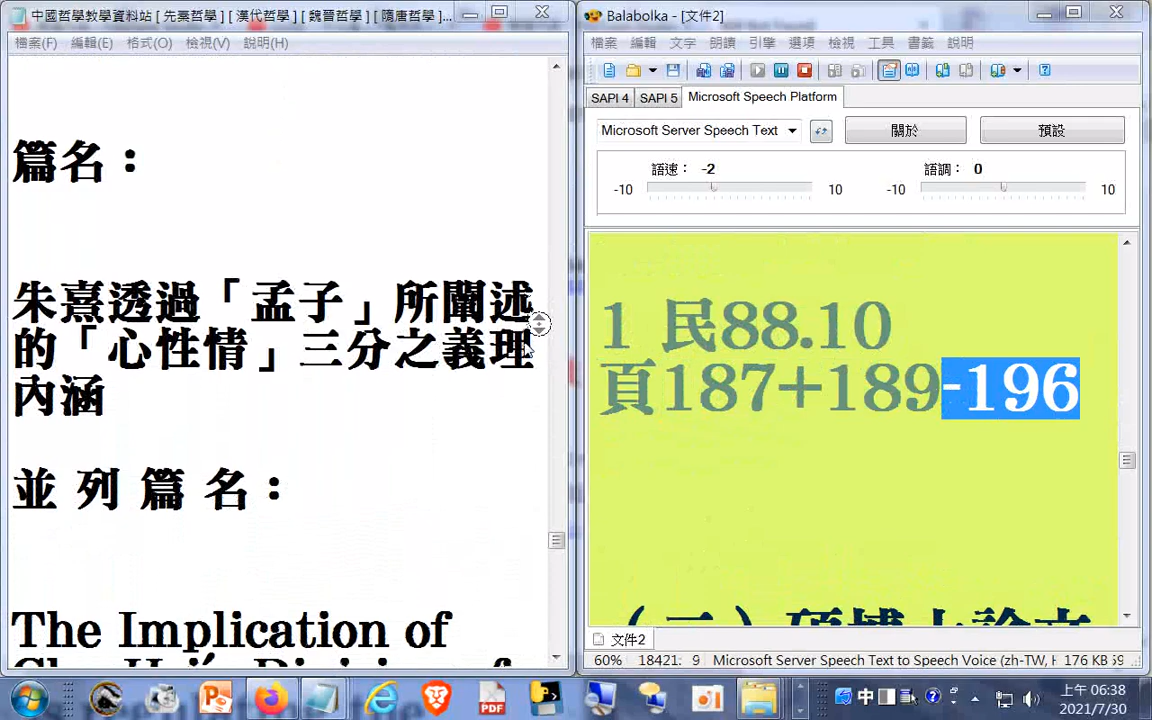 中國哲學教學資料站 [ 先秦哲學 ] [ 漢代哲學 ] [ 魏晉哲學 ] [ 隋唐哲學 ]...
檔案(F) 編輯(E) 格式(O) 檢視(V) 說明(H)
篇名：
朱熹透過「孟子」所闡述
的「心性情」三分之義理
內涵
並 列 篇 名：
The Implication of
Balabolka - [文件2]
檔案 編輯 文字 朗讀 引擎 選項 檢視 工具 書籤 說明
SAPI 4 SAPI 5 Microsoft Speech Platform
Microsoft Server Speech Text 關於 預設
語速： -2 語調： 0
-10 10 -10 10
1 民88.10
頁187+189-196
（二）碩博士論文
文件2
60% 18421: 9 Microsoft Server Speech Text to Speech Voice (zh-TW, H 176 KB
中 上午 06:38
2021/7/30